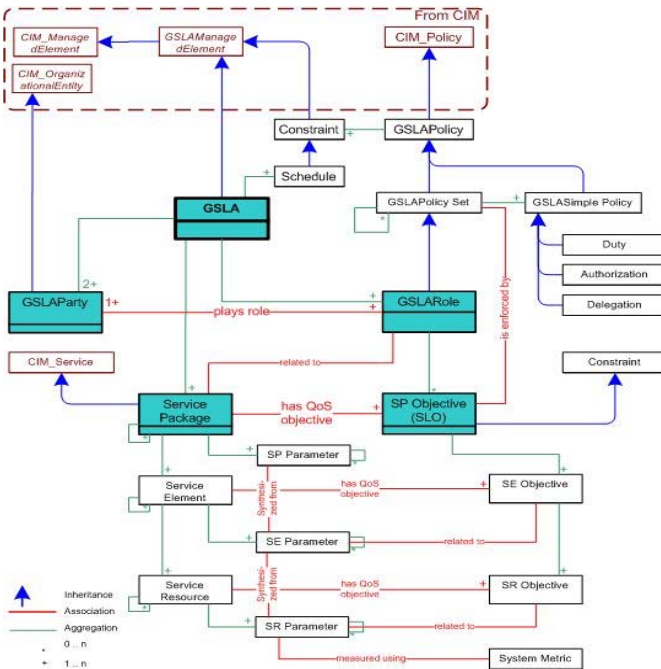 From CIM
CIM_Manage
dElement
GSLAManag
edElement
CIM_Policy
CIM_Organiz
ationalEntity
Constraint
+
GSLAPolicy
+
Schedule
GSLA
GSLAPolicy Set
+
GSLASimple Policy
*
Duty
Authorization
Delegation
2+
GSLAParty
1+
plays role
+
+
GSLARole
is enforced by
CIM_Service
related to
Constraint
+
*
Service
Package
has QoS
objective
+
SP Objective
(SLO)
*
+
SP Parameter
*
+
Service
Element
Synthesi-
zed from
has QoS
objective
+
+
SE Objective
*
+
SE Parameter
*
related to
+
Service
Resource
Synthesi-
zed from
has QoS
objective
+
+
SR Objective
*
+
SR Parameter
*
related to
measured using
System Metric
Inheritance
Association
Aggregation
* 0 .. n
+ 1 .. n